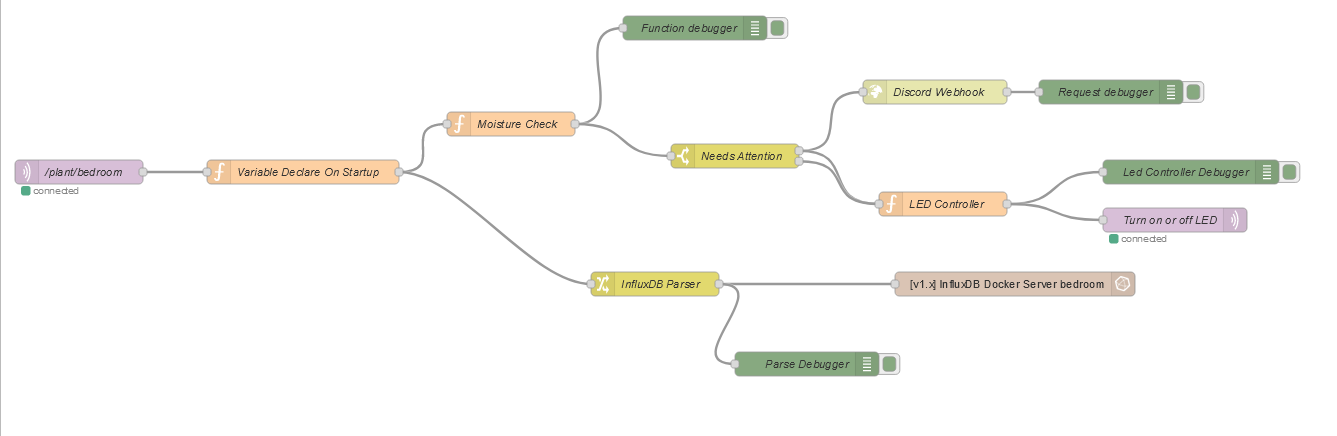 Function debugger
Discord Webhook
Request debugger
Moisture Check
Needs Attention
/plant/bedroom
connected
Variable Declare On Startup
Led Controller Debugger
LED Controller
Turn on or off LED
connected
InfluxDB Parser
[v1.x] InfluxDB Docker Server bedroom
Parse Debugger